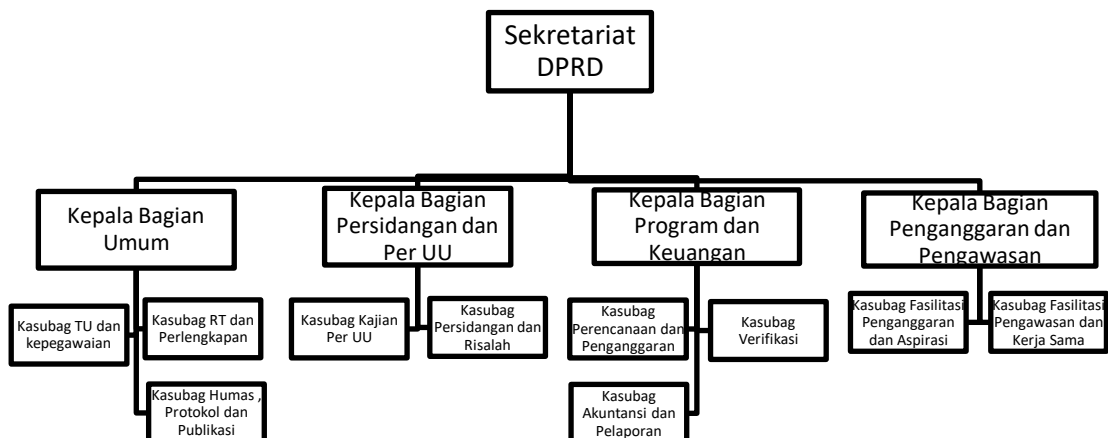 Sekretariat
DPRD
Kepala Bagian
Umum
Kepala Bagian
Persidangan dan
Per UU
Kepala Bagian
Program dan
Keuangan
Kepala Bagian
Penganggaran dan
Pengawasan
Kasubag TU dan
kepegawaian
Kasubag RT dan
Perlengkapan
Kasubag Humas ,
Protokol dan
Publikasi
Kasubag Kajian
Per UU
Kasubag
Persidangan dan
Risalah
Kasubag
Perencanaan dan
Penganggaran
Kasubag
Verifikasi
Kasubag
Akuntansi dan
Pelaporan
Kasubag Fasilitasi
Penganggaran
dan Aspirasi
Kasubag Fasilitasi
Pengawasan dan
Kerja Sama